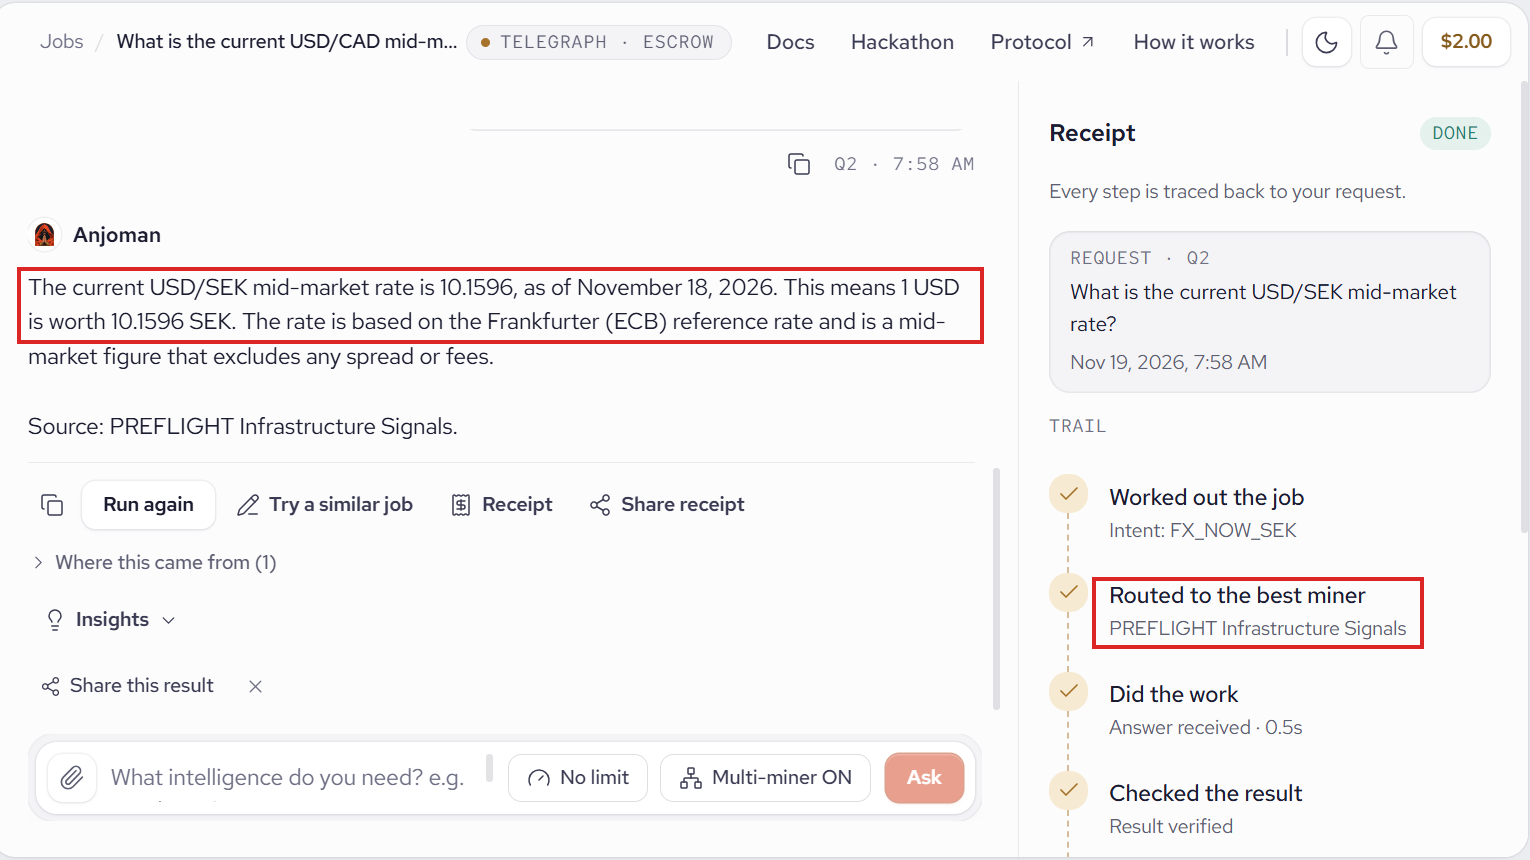 Jobs / What is the current USD/CAD mid-m... TELEGRAPH · ESCROW Docs Hackathon Protocol ↗ How it works $2.00
Q2 · 7:58 AM
Anjoman
The current USD/SEK mid-market rate is 10.1596, as of November 18, 2026. This means 1 USD
is worth 10.1596 SEK. The rate is based on the Frankfurter (ECB) reference rate and is a mid-
market figure that excludes any spread or fees.
Source: PREFLIGHT Infrastructure Signals.
Run again Try a similar job Receipt Share receipt
Where this came from (1)
Insights
Share this result
What intelligence do you need? e.g. No limit Multi-miner ON Ask
Receipt DONE
Every step is traced back to your request.
REQUEST · Q2
What is the current USD/SEK mid-market
rate?
Nov 19, 2026, 7:58 AM
TRAIL
Worked out the job
Intent: FX_NOW_SEK
Routed to the best miner
PREFLIGHT Infrastructure Signals
Did the work
Answer received · 0.5s
Checked the result
Result verified